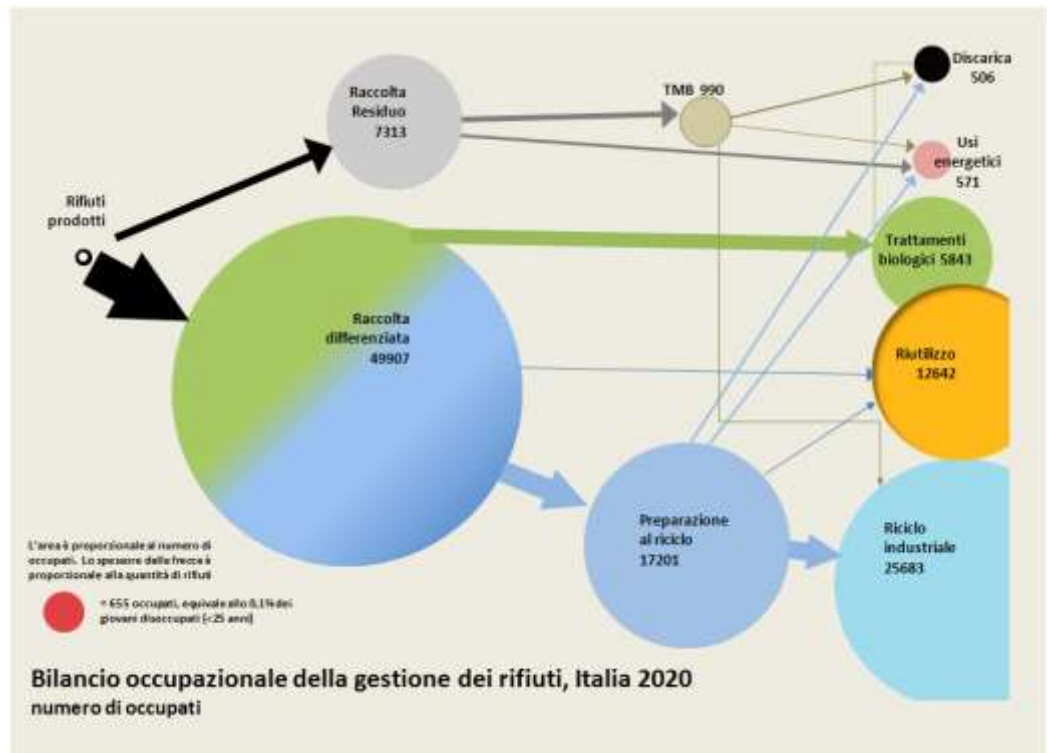 Discarica
506
Raccolta
Residuo
7313
TMB 990
Usi
energetici
571
Rifiuti
prodotti
Trattamenti
biologici 5843
Raccolta
differenziata
49907
Riutilizzo
12642
Preparazione
al riciclo
17201
Riciclo
industriale
25683
L'area è proporzionale al numero di
occupati. Lo spessore delle frecce è
proporzionale alla quantità di rifiuti
= 655 occupati, equivale allo 0,1% dei
giovani disoccupati (<25 anni)
Bilancio occupazionale della gestione dei rifiuti, Italia 2020
numero di occupati